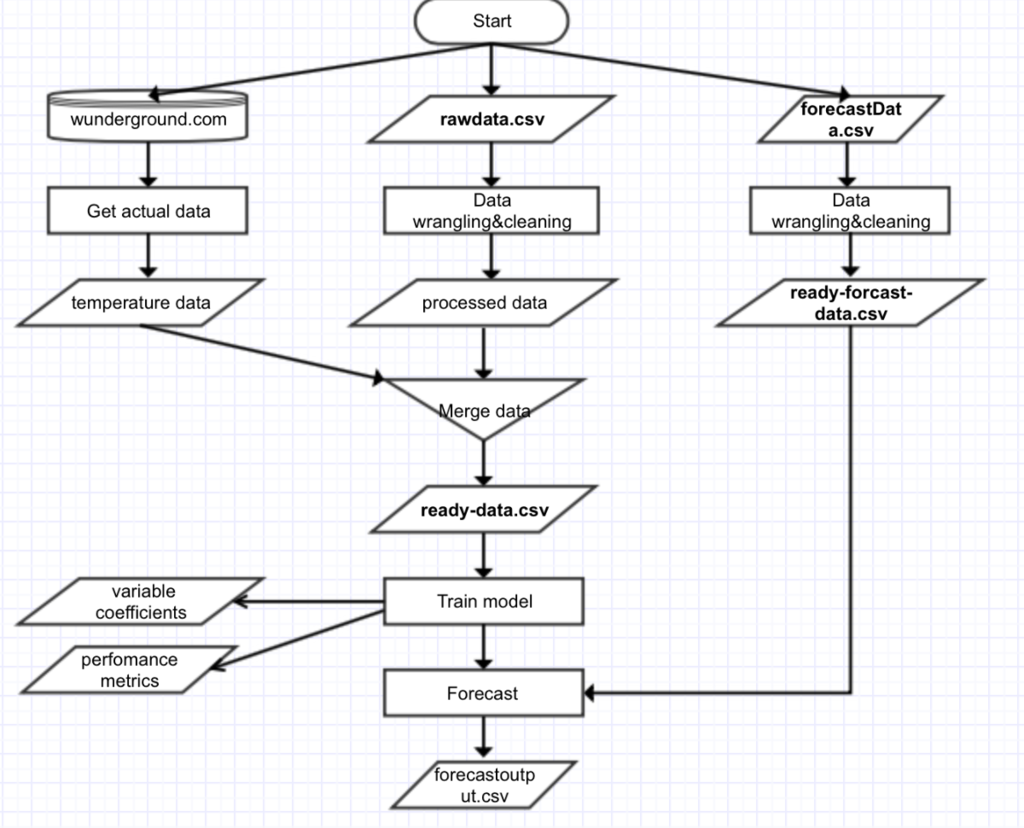 Start
wunderground.com
rawdata.csv
forecastDat
a.csv
Get actual data
Data
wrangling&cleaning
Data
wrangling&cleaning
temperature data
processed data
ready-forcast-
data.csv
Merge data
ready-data.csv
variable
coefficients
Train model
perfomance
metrics
Forecast
forecastoutp
ut.csv